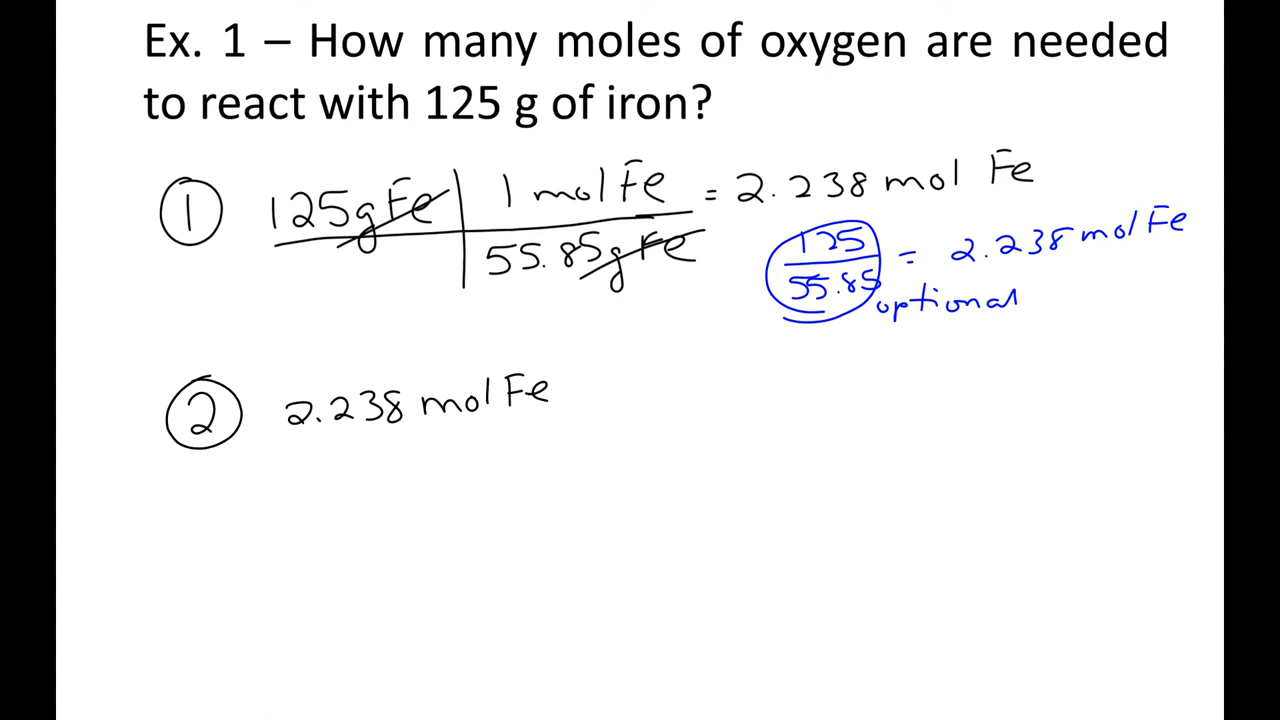 Ex. 1 – How many moles of oxygen are needed
to react with 125 g of iron?
1 125g Fe | 1 mol Fe = 2.238 mol Fe
55.85g Fe
125 = 2.238 mol Fe
55.85
optional
2 2.238 mol Fe